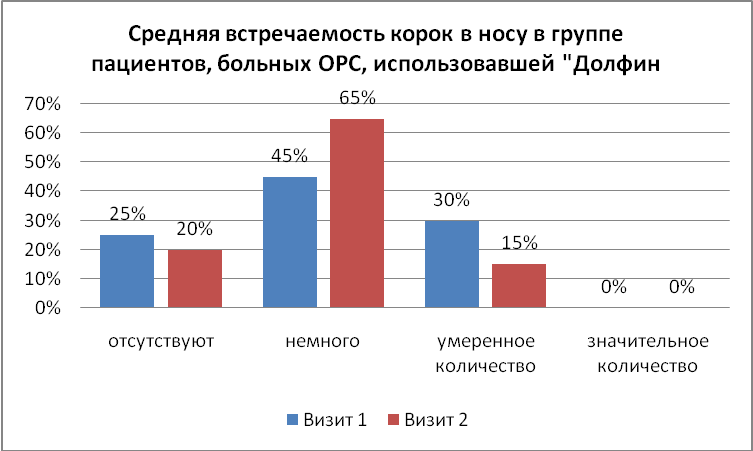 Средняя встречаемость корок в носу в группе
пациентов, больных ОРС, использовавшей "Долфин
70%
60%
50%
40%
30%
20%
10%
0%
25%
20%
45%
65%
30%
15%
0%
0%
отсутствуют
немного
умеренное
количество
значительное
количество
Визит 1
Визит 2